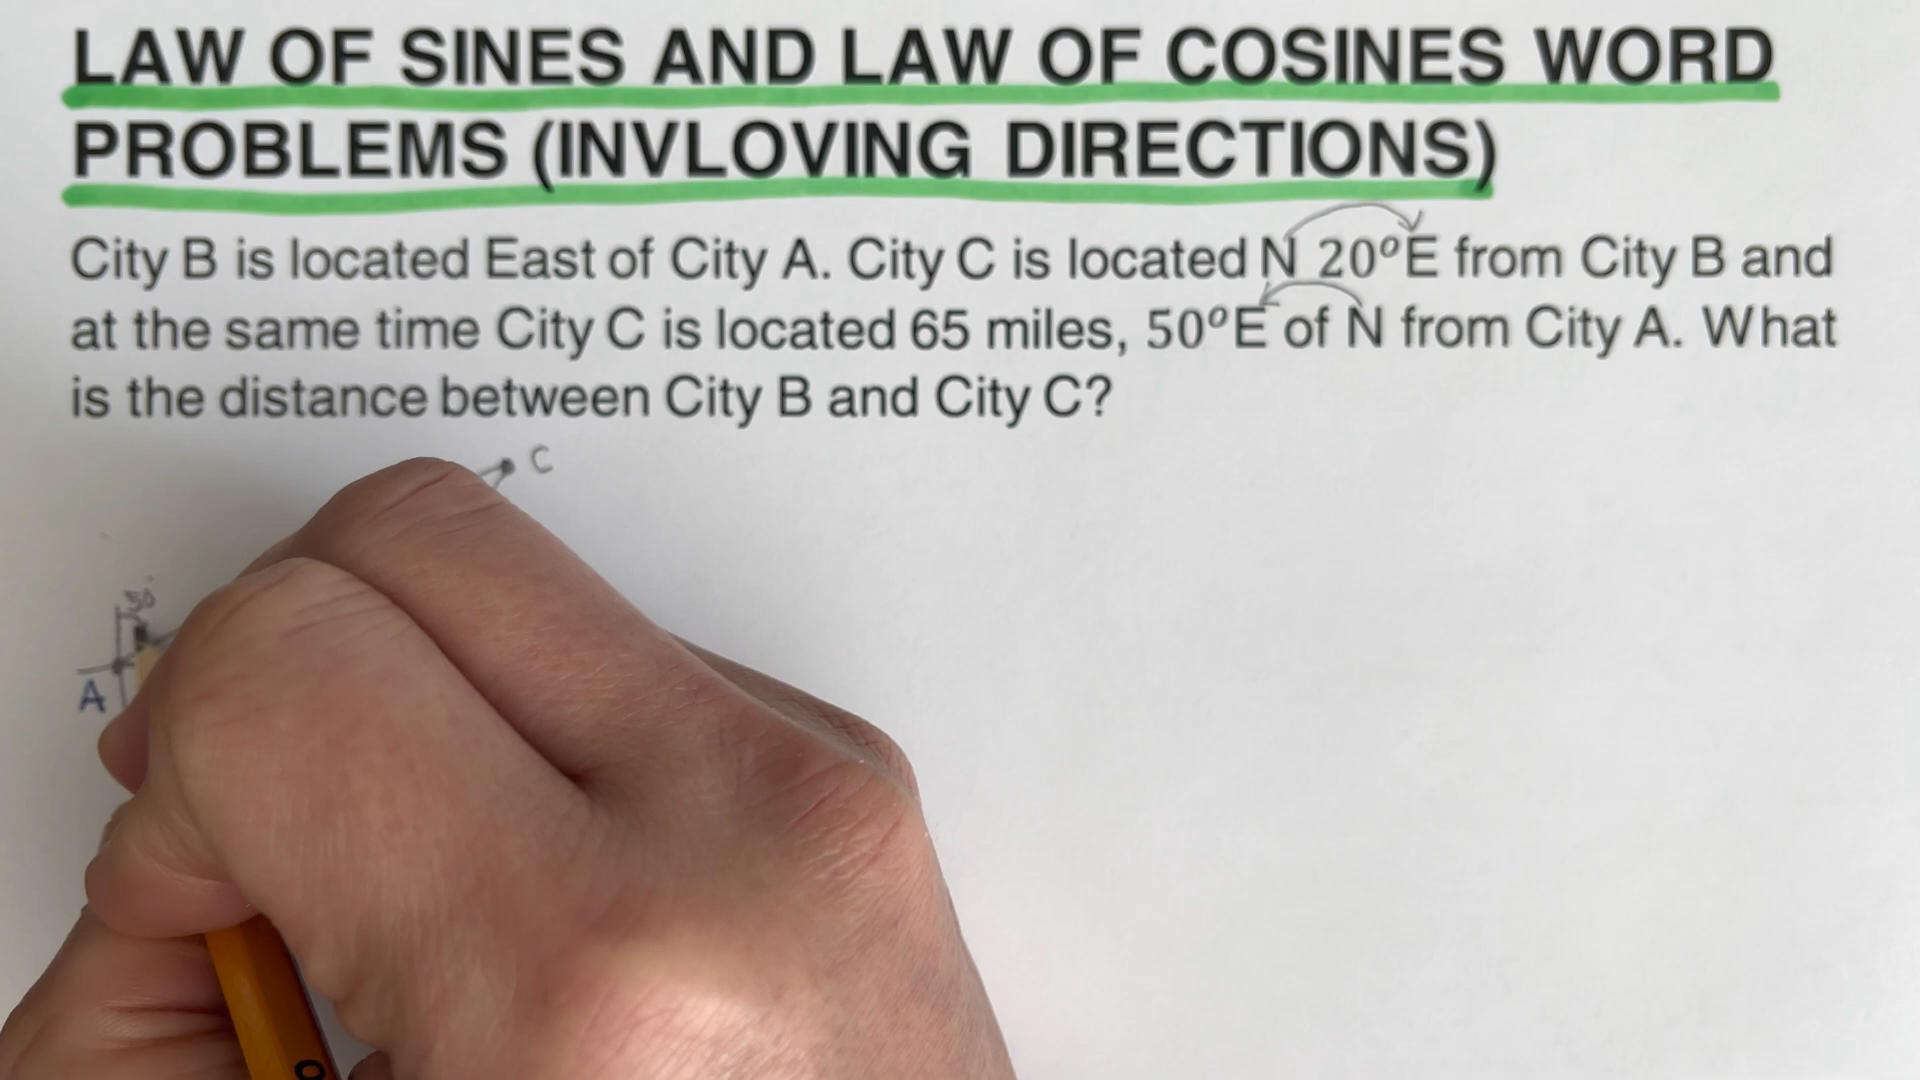 LAW OF SINES AND LAW OF COSINES WORD
PROBLEMS (INVLOVING DIRECTIONS)
City B is located East of City A. City C is located N 20°E from City B and
at the same time City C is located 65 miles, 50°E of N from City A. What
is the distance between City B and City C?
C
50°
A